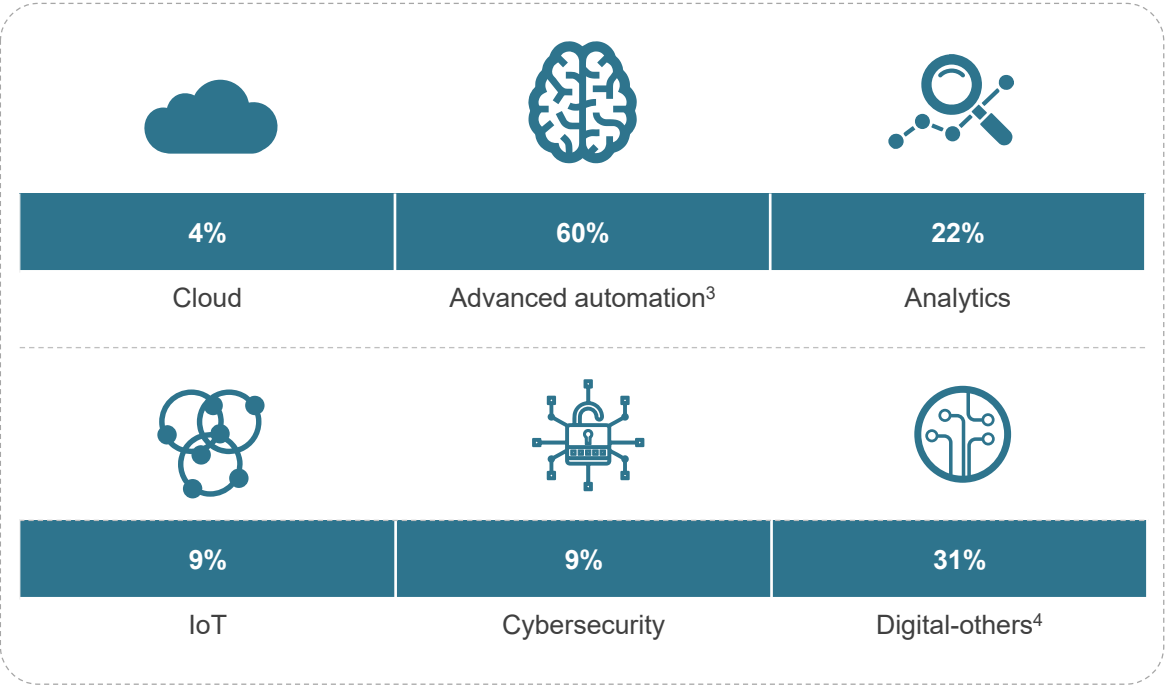 4% 60% 22%
Cloud Advanced automation³ Analytics
9% 9% 31%
IoT Cybersecurity Digital-others⁴